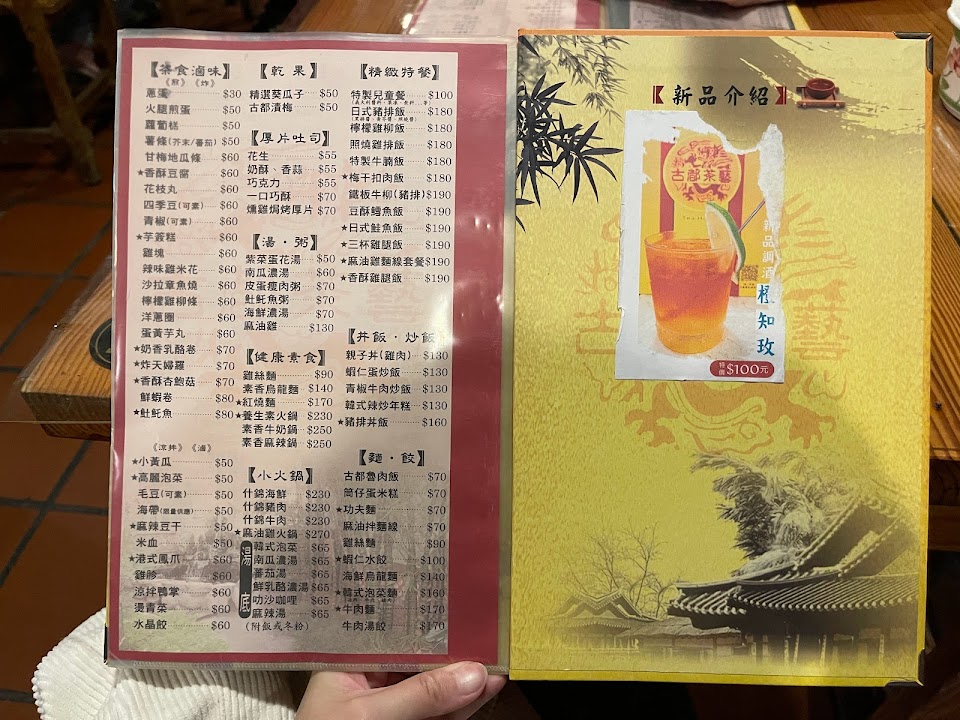 【茶食滷味】
《煎》《炸》
蔥蛋 $30
火腿煎蛋 $50
蘿蔔糕 $50
薯條(芥末/番茄) $50
甘梅地瓜條 $60
★香酥豆腐 $60
花枝丸 $60
四季豆(可素) $60
青椒(可素) $60
★芋簽糕 $60
雞塊 $60
辣味雞米花 $60
沙拉章魚燒 $60
檸檬雞柳條 $60
洋蔥圈 $60
蛋黃芋丸 $60
★奶香乳酪卷 $70
★炸天婦羅 $70
★香酥杏鮑菇 $70
鮮蝦卷 $80
★魠魠魚 $80
《涼拌》《滷》
★小黃瓜 $50
★高麗泡菜 $50
毛豆(可素) $50
海帶(限量供應) $50
★麻辣豆干 $50
米血 $50
★港式鳳爪 $60
雞胗 $60
涼拌鴨掌 $60
燙青菜 $60
水晶餃 $60
【乾果】
精選葵瓜子 $50
古都漬梅 $50
【厚片吐司】
花生 $55
奶酥、香蒜 $55
巧克力 $55
一口巧酥 $70
燻雞焗烤厚片 $70
【湯．粥】
紫菜蛋花湯 $50
南瓜濃湯 $60
皮蛋瘦肉粥 $70
魠魠魚粥 $70
海鮮濃湯 $70
麻油雞 $130
【健康素食】
雞絲麵 $90
素香烏龍麵 $140
★紅燒麵 $170
★養生素火鍋 $230
素香牛奶鍋 $250
素香麻辣鍋 $250
【小火鍋】
什錦海鮮 $230
什錦豬肉 $230
什錦牛肉 $230
★麻油雞火鍋 $270
湯底
韓式泡菜 $65
南瓜濃湯 $65
蕃茄湯 $65
鮮乳酪濃湯 $65
叻沙咖哩 $65
麻辣湯 $65
(附飯或冬粉)
【精緻特餐】
特製兒童餐 $100
日式豬排飯 $180
檸檬雞柳飯 $180
照燒雞排飯 $180
特製牛腩飯 $180
★梅干扣肉飯 $180
鐵板牛柳(豬排) $190
豆酥鱈魚飯 $190
★日式鮭魚飯 $190
★三杯雞腿飯 $190
★麻油雞麵線套餐 $190
★香酥雞腿飯 $190
【丼飯．炒飯】
親子丼(雞肉) $130
蝦仁蛋炒飯 $130
青椒牛肉炒飯 $130
韓式辣炒年糕 $130
★豬排丼飯 $160
【麵．餃】
古都魯肉飯 $70
筒仔蛋米糕 $70
★功夫麵 $70
麻油拌麵線 $70
雞絲麵 $90
★蝦仁水餃 $100
海鮮烏龍麵 $140
★韓式泡菜麵 $160
★牛肉麵 $170
牛肉湯餃 $170
【新品介紹】
古都茶藝
新品調酒
橙知玫
特價 $100元